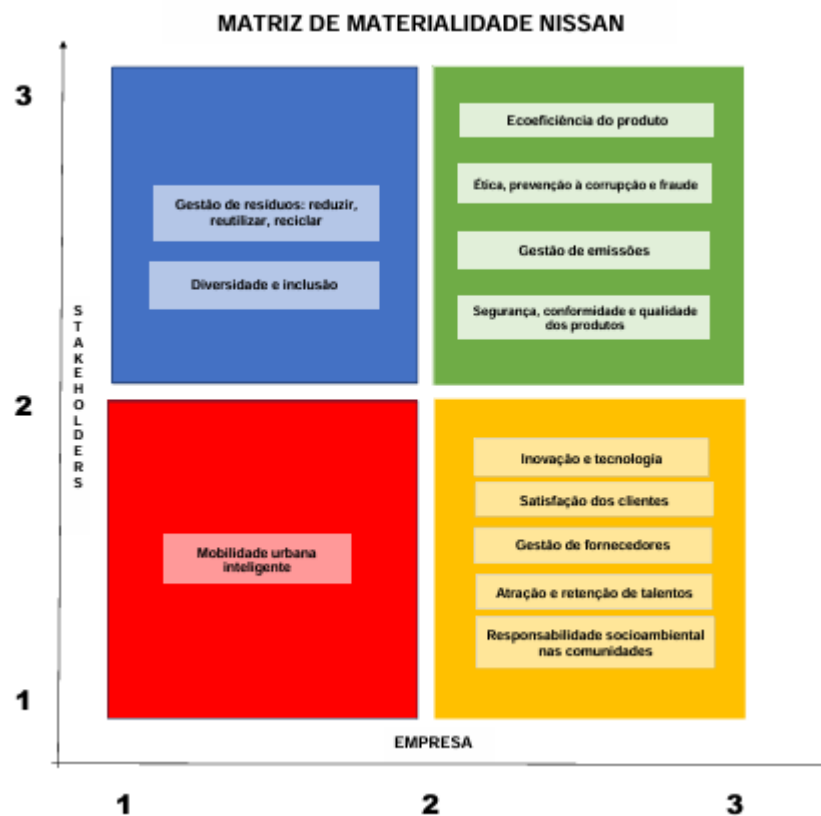 MATRIZ DE MATERIALIDADE NISSAN
3
Ecoeficiência do produto
Ética, prevenção à corrupção e fraude
Gestão de resíduos: reduzir,
reutilizar, reciclar
Gestão de emissões
Diversidade e inclusão
Segurança, conformidade e qualidade
dos produtos
STAKEHOLDERS
2
Inovação e tecnologia
Satisfação dos clientes
Gestão de fornecedores
Mobilidade urbana
inteligente
Atração e retenção de talentos
Responsabilidade socioambiental
nas comunidades
1
EMPRESA
1 2 3